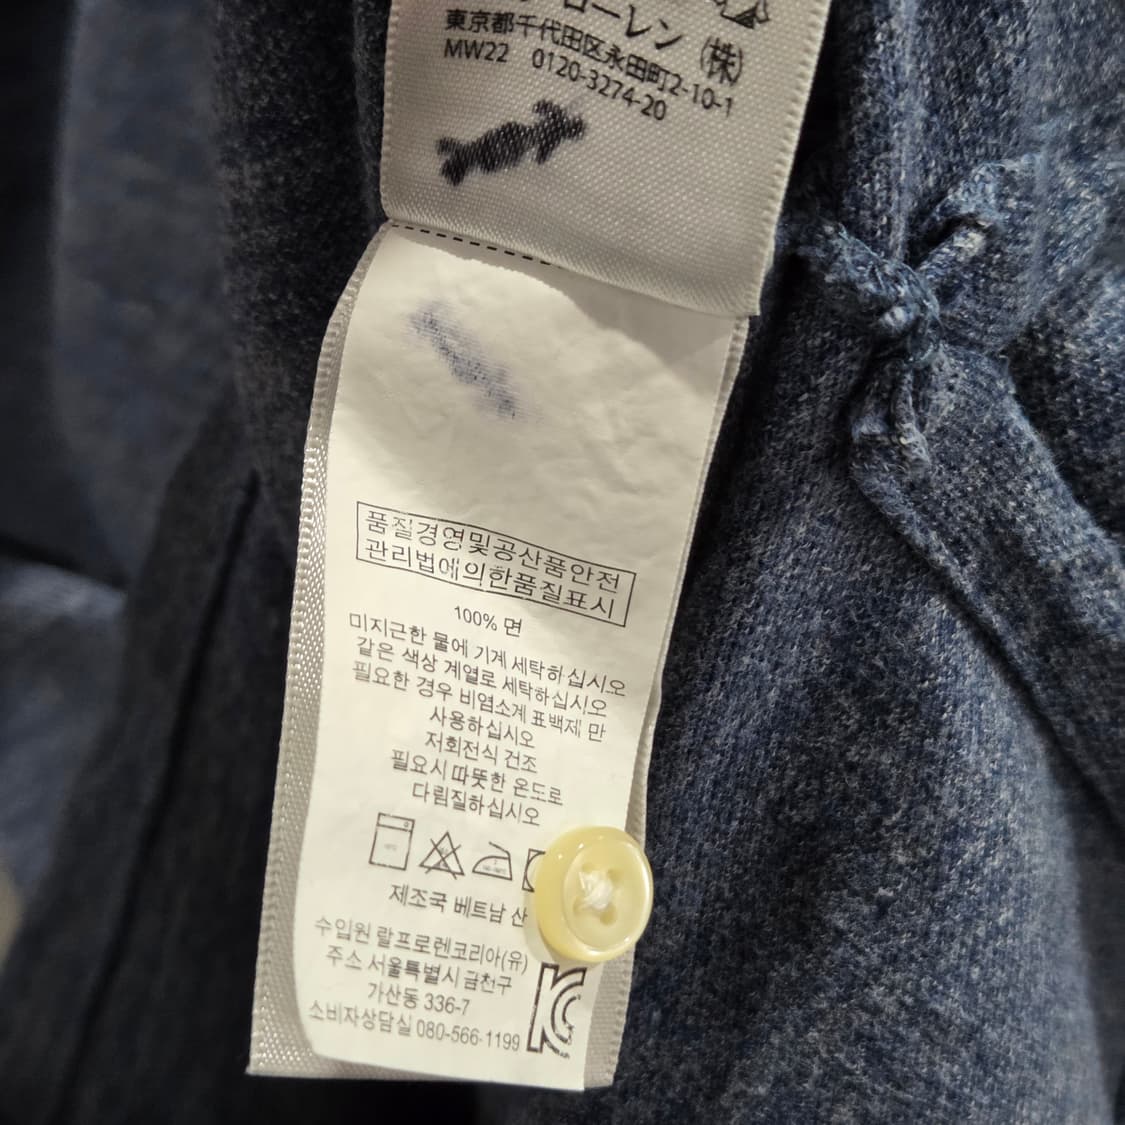 ローレン (株)
東京都千代田区永田町2-10-1
MW22 0120-3274-20
품질경영및공산품안전
관리법에의한품질표시
100% 면
미지근한 물에 기계 세탁하십시오
같은 색상 계열로 세탁하십시오
필요한 경우 비염소계 표백제 만
사용하십시오
저회전식 건조
필요시 따뜻한 온도로
다림질하십시오
제조국 베트남 산
수입원 랄프로렌코리아(유)
주소 서울특별시 금천구
가산동 336-7
소비자상담실 080-566-1199